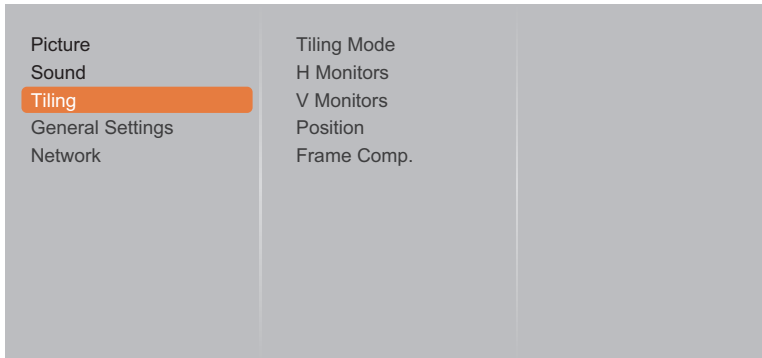 Picture
Sound
Tiling
General Settings
Network
Tiling Mode
H Monitors
V Monitors
Position
Frame Comp.